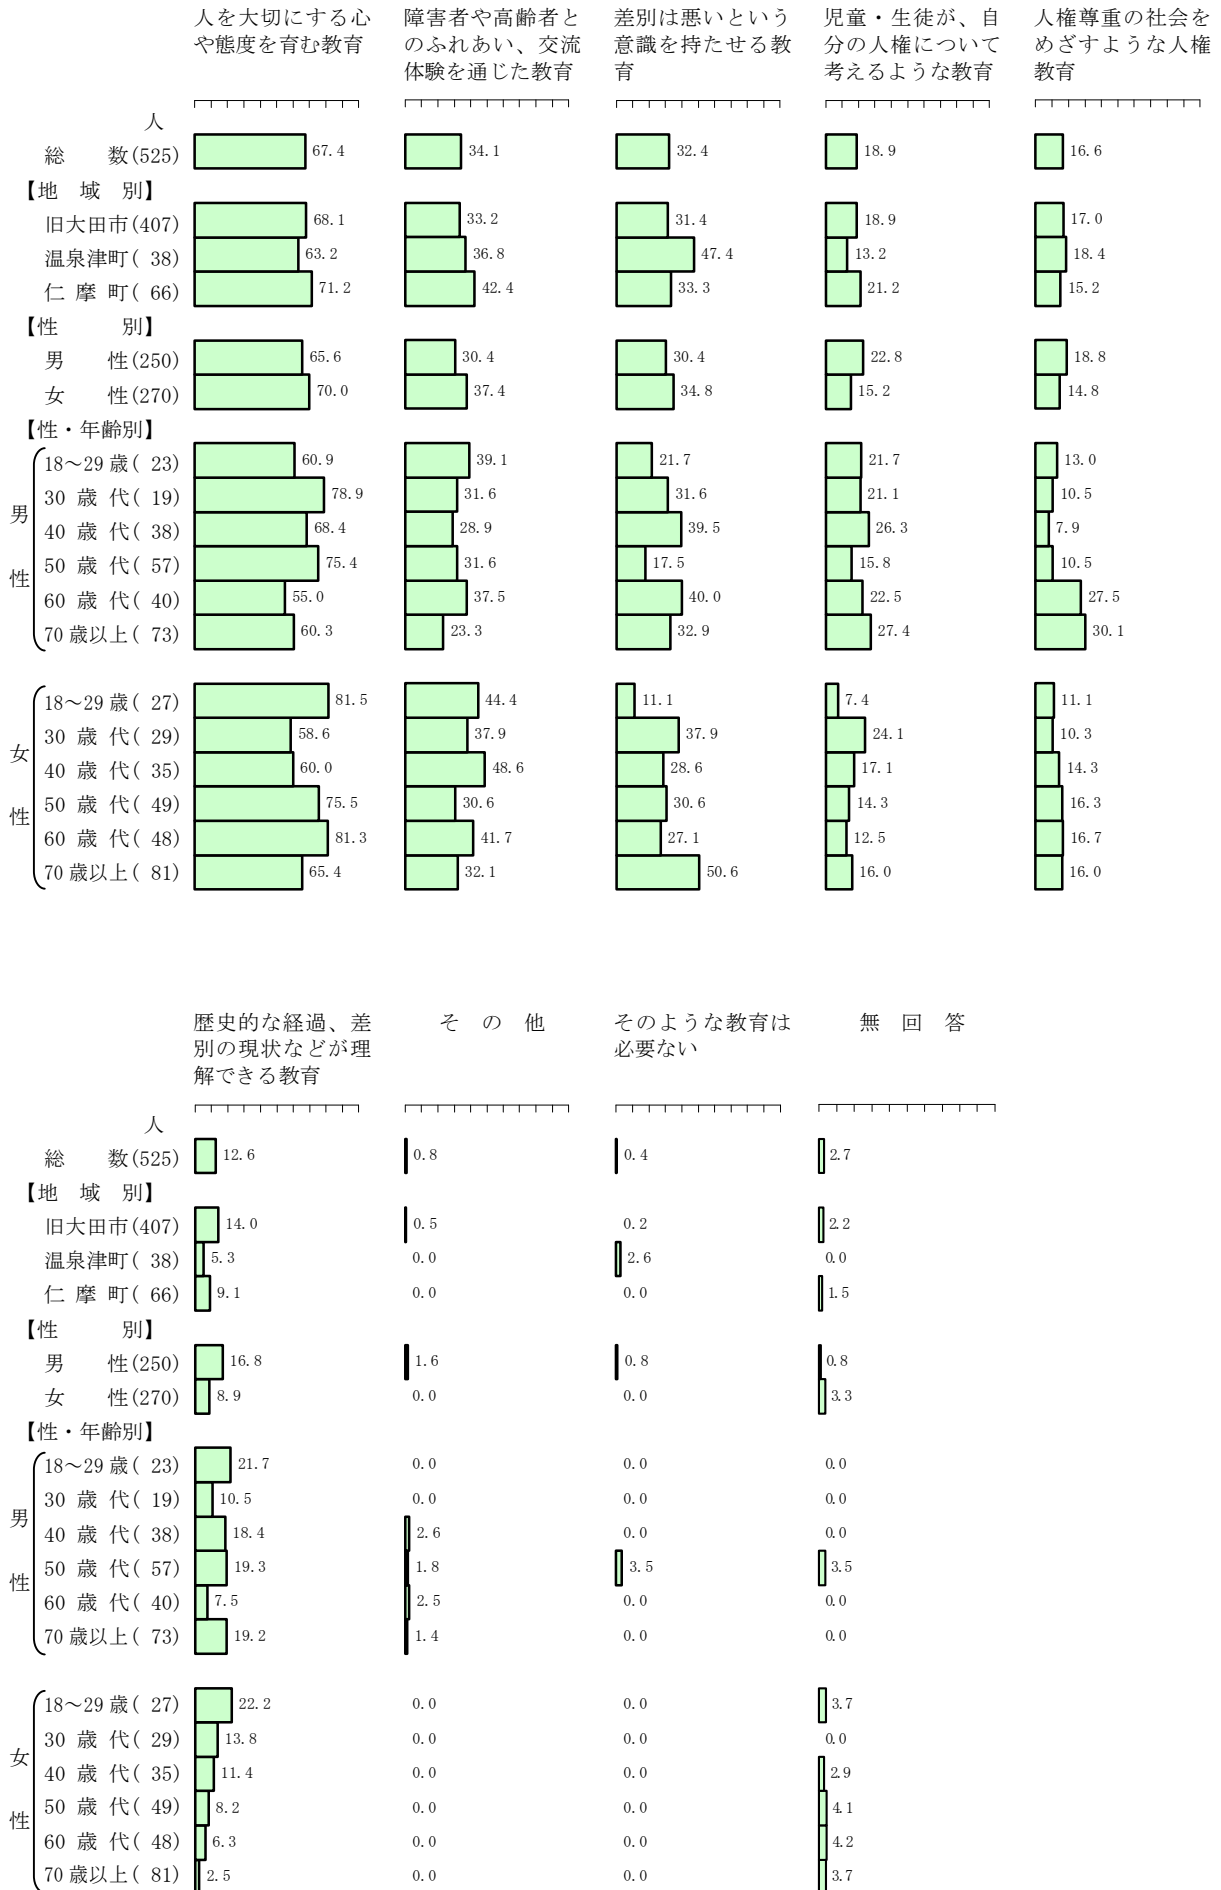 人を大切にする心
や態度を育む教育
障害者や高齢者と
のふれあい、交流
体験を通じた教育
差別は悪いという
意識を持たせる教
育
児童・生徒が、自
分の人権について
考えるような教育
人権尊重の社会を
めざすような人権
教育
人
総 数(525) 67.4 34.1 32.4 18.9 16.6
【地 域 別】
旧大田市(407) 68.1 33.2 31.4 18.9 17.0
温泉津町( 38) 63.2 36.8 47.4 13.2 18.4
仁 摩 町( 66) 71.2 42.4 33.3 21.2 15.2
【性 別】
男 性(250) 65.6 30.4 30.4 22.8 18.8
女 性(270) 70.0 37.4 34.8 15.2 14.8
【性・年齢別】
男性
18～29 歳( 23) 60.9 39.1 21.7 21.7 13.0
30 歳 代( 19) 78.9 31.6 31.6 21.1 10.5
40 歳 代( 38) 68.4 28.9 39.5 26.3 7.9
50 歳 代( 57) 75.4 31.6 17.5 15.8 10.5
60 歳 代( 40) 55.0 37.5 40.0 22.5 27.5
70 歳以上( 73) 60.3 23.3 32.9 27.4 30.1
女性
18～29 歳( 27) 81.5 44.4 11.1 7.4 11.1
30 歳 代( 29) 58.6 37.9 37.9 24.1 10.3
40 歳 代( 35) 60.0 48.6 28.6 17.1 14.3
50 歳 代( 49) 75.5 30.6 30.6 14.3 16.3
60 歳 代( 48) 81.3 41.7 27.1 12.5 16.7
70 歳以上( 81) 65.4 32.1 50.6 16.0 16.0
歴史的な経過、差
別の現状などが理
解できる教育
そ の 他
そのような教育は
必要ない
無 回 答
人
総 数(525) 12.6 0.8 0.4 2.7
【地 域 別】
旧大田市(407) 14.0 0.5 0.2 2.2
温泉津町( 38) 5.3 0.0 2.6 0.0
仁 摩 町( 66) 9.1 0.0 0.0 1.5
【性 別】
男 性(250) 16.8 1.6 0.8 0.8
女 性(270) 8.9 0.0 0.0 3.3
【性・年齢別】
男性
18～29 歳( 23) 21.7 0.0 0.0 0.0
30 歳 代( 19) 10.5 0.0 0.0 0.0
40 歳 代( 38) 18.4 2.6 0.0 0.0
50 歳 代( 57) 19.3 1.8 3.5 3.5
60 歳 代( 40) 7.5 2.5 0.0 0.0
70 歳以上( 73) 19.2 1.4 0.0 0.0
女性
18～29 歳( 27) 22.2 0.0 0.0 3.7
30 歳 代( 29) 13.8 0.0 0.0 0.0
40 歳 代( 35) 11.4 0.0 0.0 2.9
50 歳 代( 49) 8.2 0.0 0.0 4.1
60 歳 代( 48) 6.3 0.0 0.0 4.2
70 歳以上( 81) 2.5 0.0 0.0 3.7